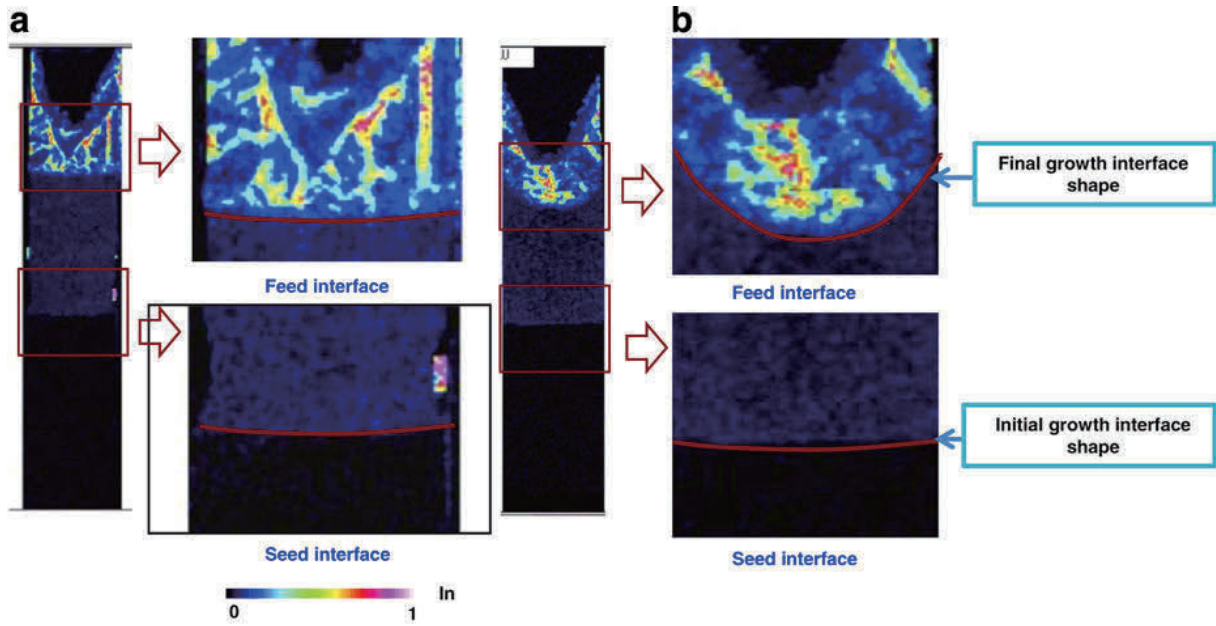 a
b
Final growth interface
shape
Feed interface
Feed interface
Initial growth interface
shape
Seed interface
Seed interface
In
0
1